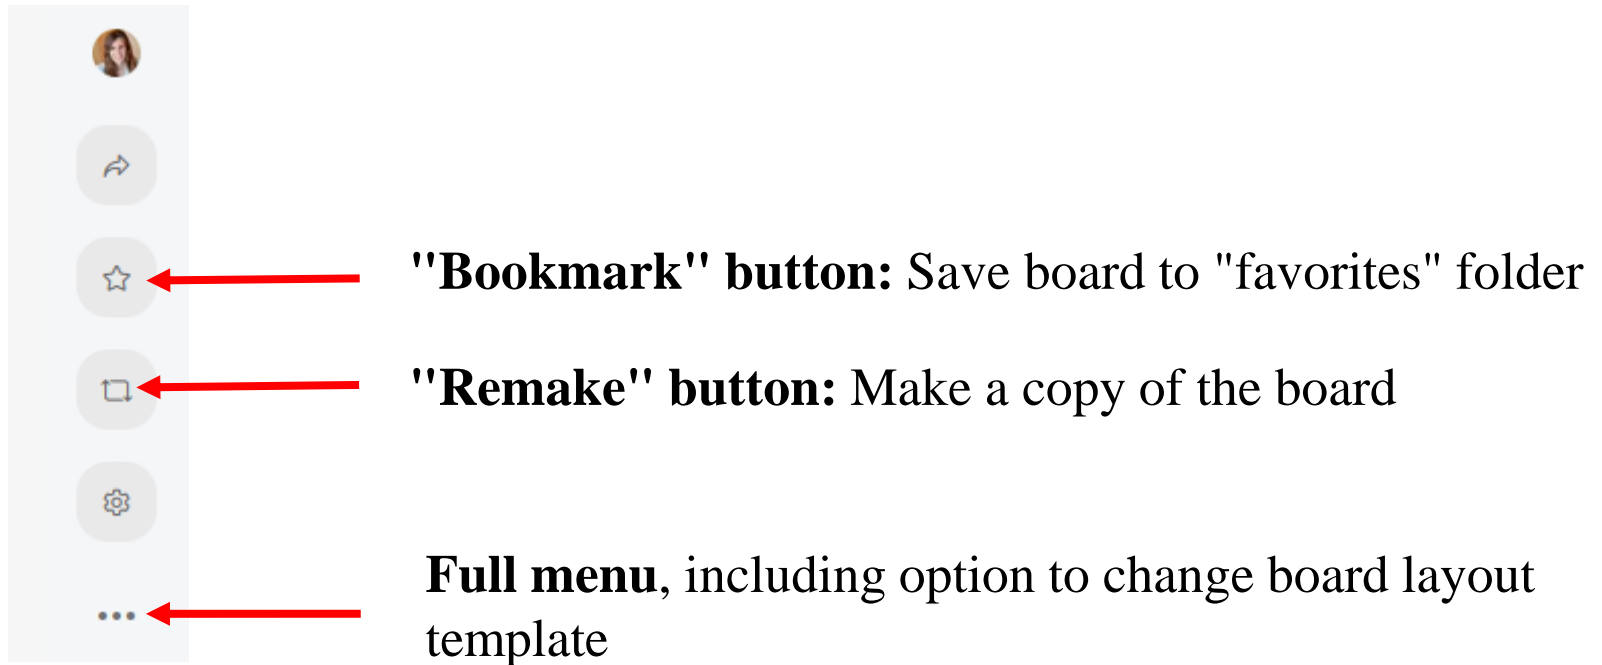 "Bookmark" button: Save board to "favorites" folder
"Remake" button: Make a copy of the board
Full menu, including option to change board layout
template